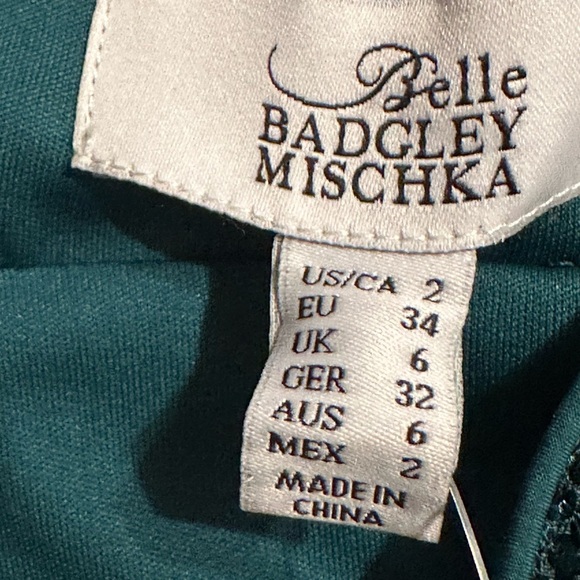 Belle
BADGLEY
MISCHKA
US/CA 2
EU 34
UK 6
GER 32
AUS 6
MEX 2
MADE IN
CHINA